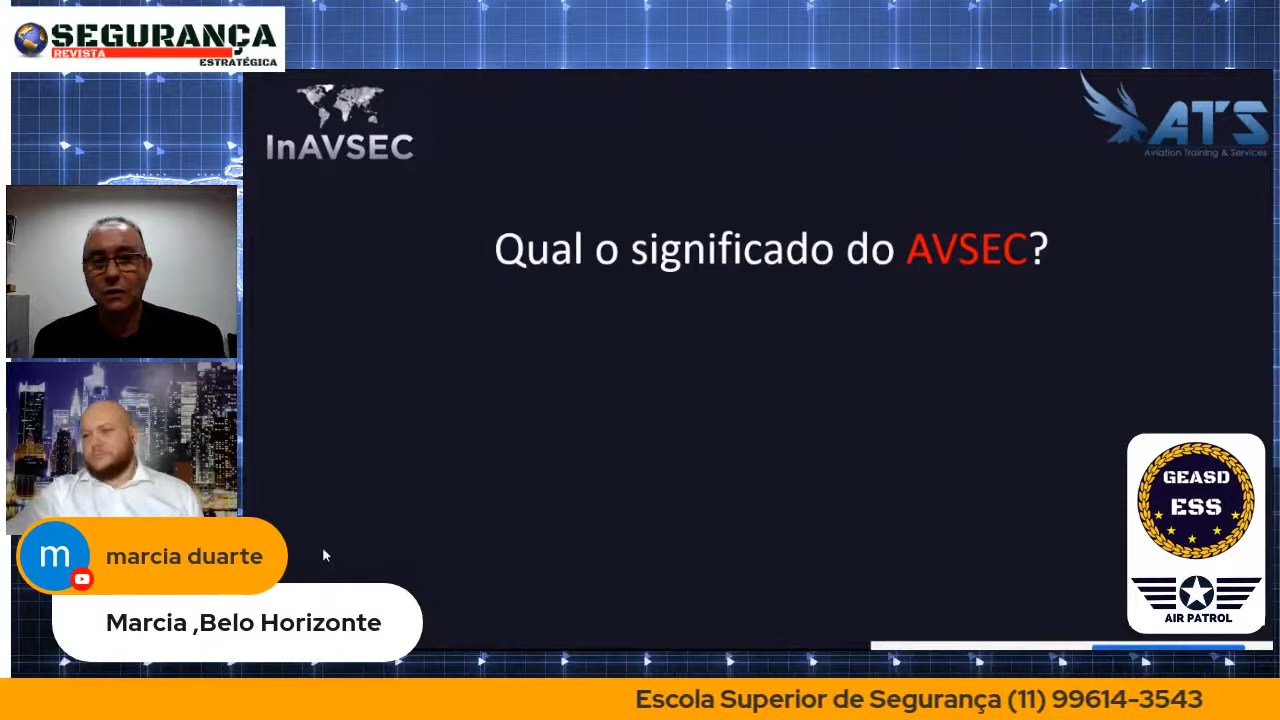 SEGURANÇA
REVISTA
ESTRATÉGICA
InAVSEC
ATS
Aviation Training & Services
Qual o significado do AVSEC?
GEASD
ESS
AIR PATROL
m
marcia duarte
Marcia ,Belo Horizonte
Escola Superior de Segurança (11) 99614-3543